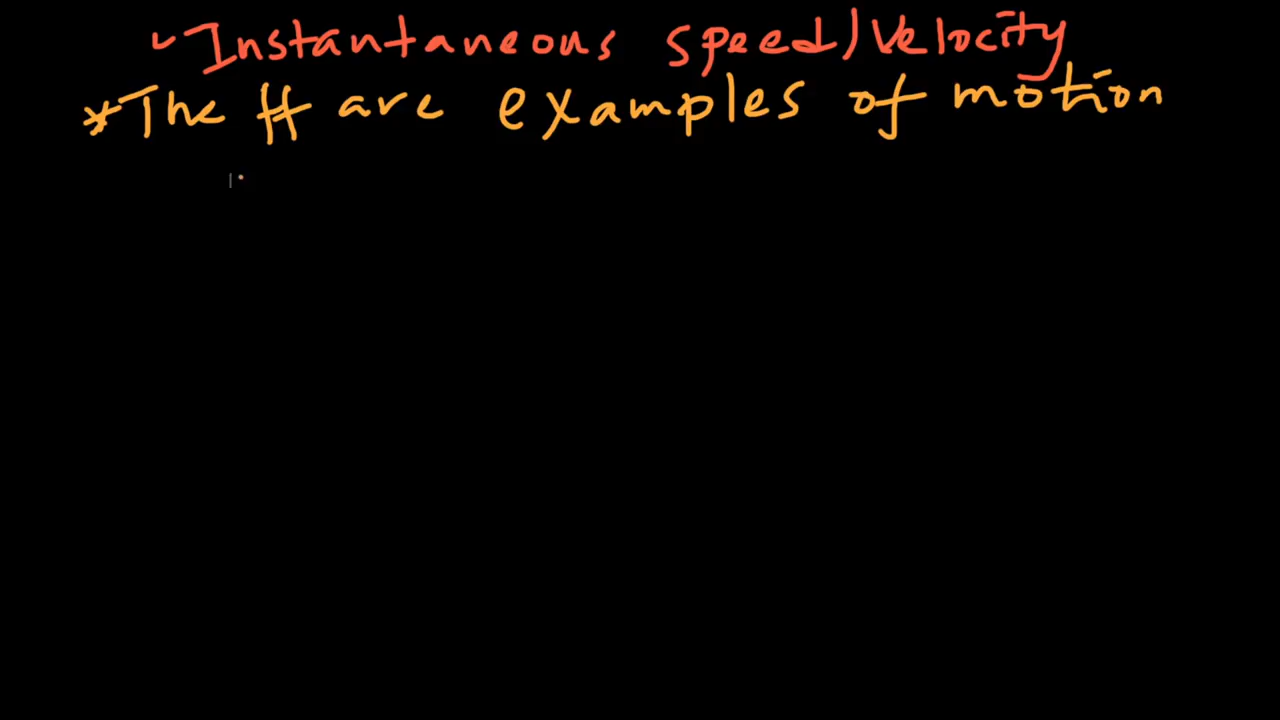 ✓Instantaneous speed/Velocity
*The ff are examples of motion